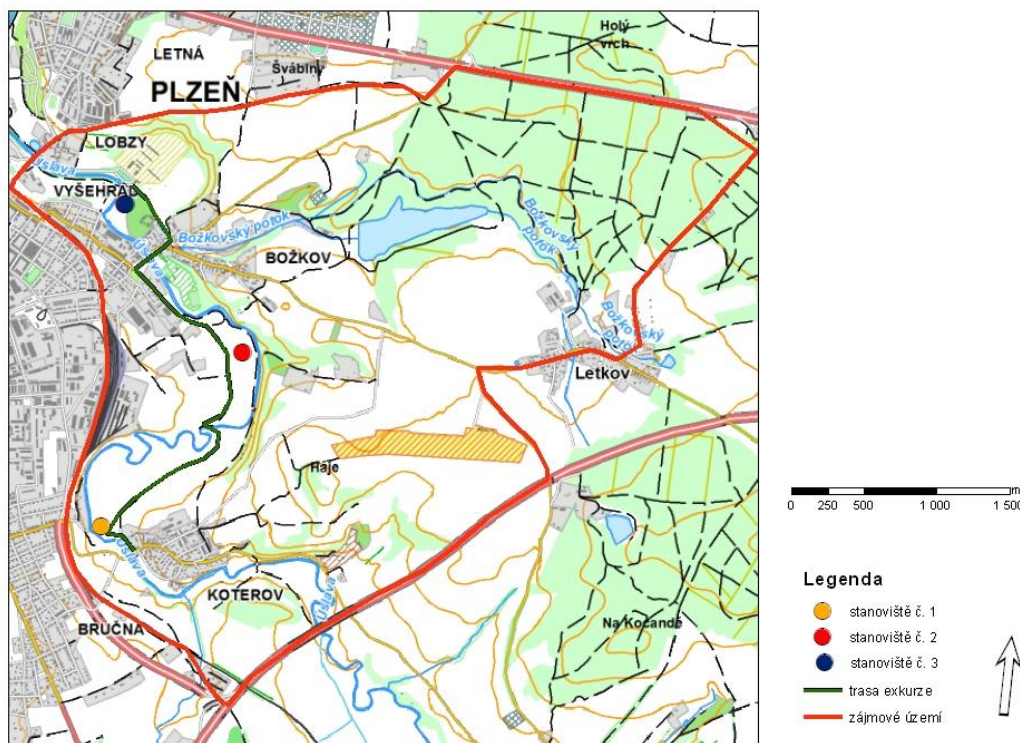 Holý
vrch
LETNÁ
Švábiny
PLZEŇ
LOBZY
Úslava
VYŠEHRAD
Božkovský potok
Úslava
BOŽKOV
Božkovský
potok
Božkovský
potok
Letkov
Háje
Úslava
KOTEROV
Úslava
BRUČNÁ
Na Kocandě
0 250 500 1 000 1 500
m
Legenda
stanoviště č. 1
stanoviště č. 2
stanoviště č. 3
trasa exkurze
zájmové území